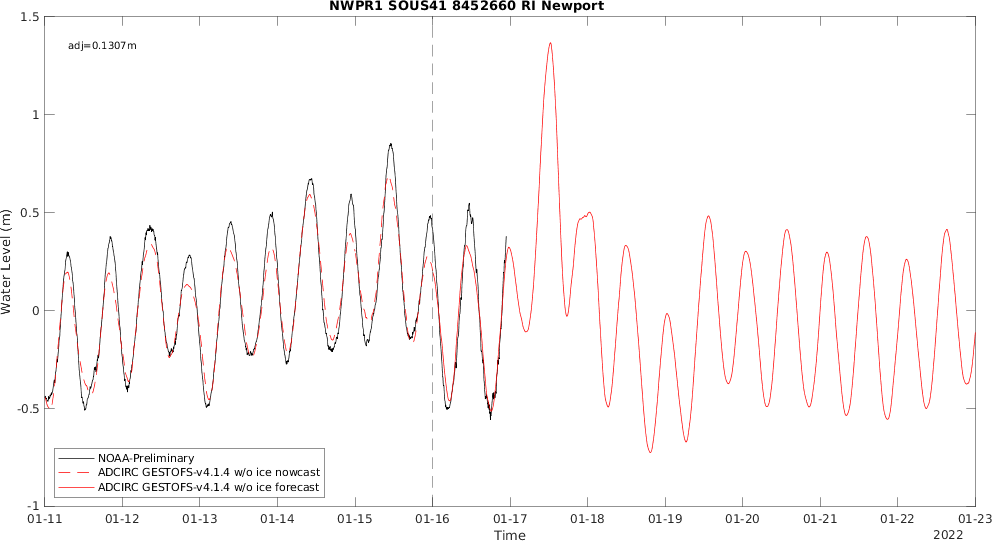 NWPR1 SOUS41 8452660 RI Newport
1.5
adj=0.1307m
1
0.5
Water Level (m)
0
-0.5
NOAA-Preliminary
ADCIRC GESTOFS-v4.1.4 w/o ice nowcast
ADCIRC GESTOFS-v4.1.4 w/o ice forecast
-1
01-11 01-12 01-13 01-14 01-15 01-16 01-17 01-18 01-19 01-20 01-21 01-22 01-23
Time
2022